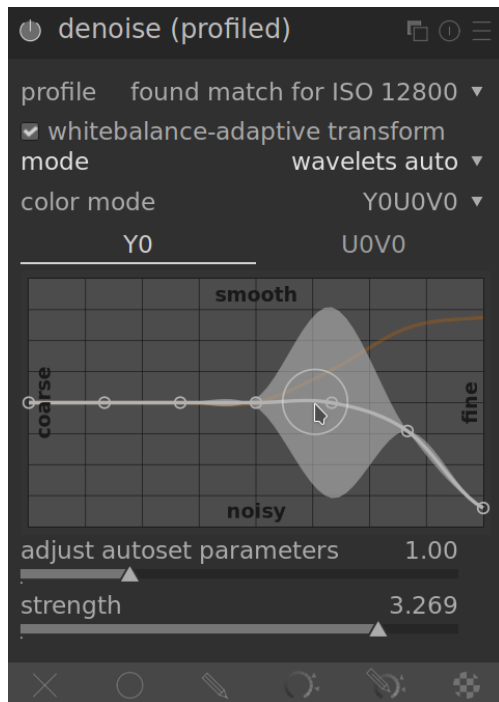 denoise (profiled)
profile found match for ISO 12800
whitebalance-adaptive transform
mode wavelets auto
color mode Y0U0V0
Y0 U0V0
smooth
coarse
fine
noisy
adjust autoset parameters 1.00
strength 3.269